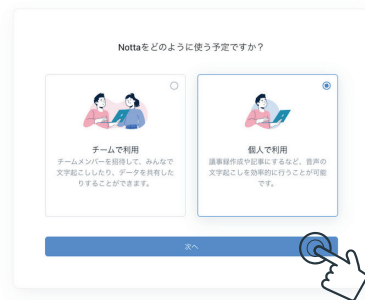 Nottaをどのように使う予定ですか？
チームで利用
チームメンバーを招待して、みんなで
文字起こししたり、データを共有した
りすることができます。
個人で利用
議事録作成や記事にするなど、音声の
文字起こしを効率的に行うことが可能
です。
次へ